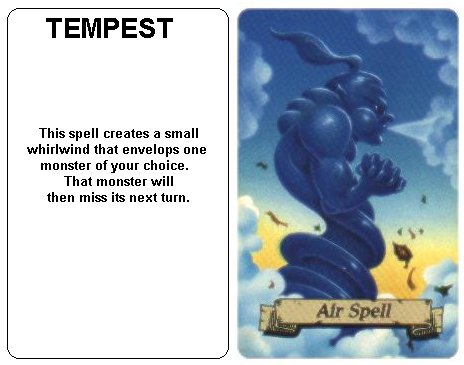 TEMPEST
This spell creates a small
whirlwind that envelops one
monster of your choice.
That monster will
then miss its next turn.
Air Spell